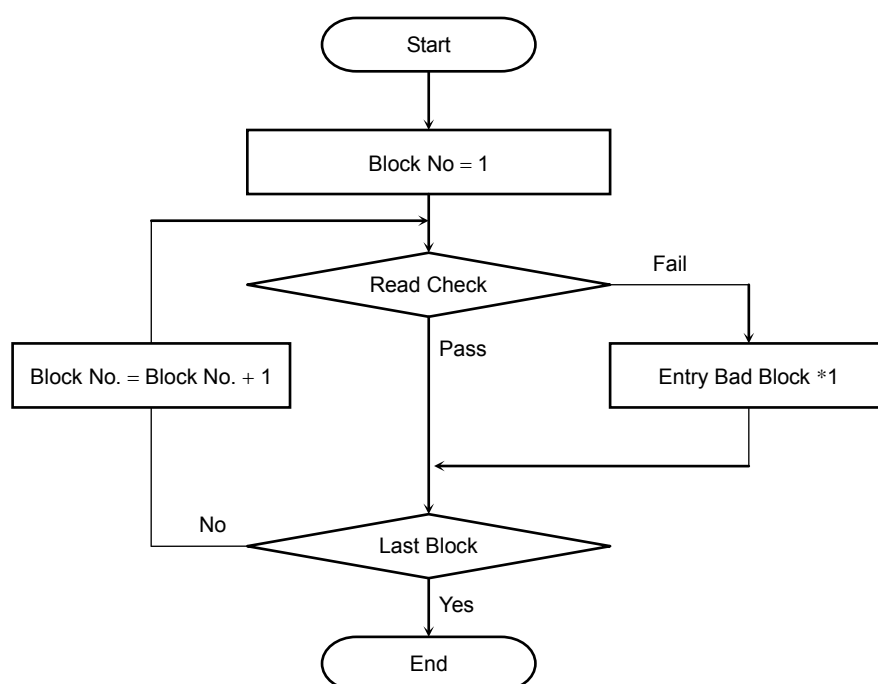 Start
Block No = 1
Read Check
Fail
Pass
Block No. = Block No. + 1
Entry Bad Block *1
No
Last Block
Yes
End